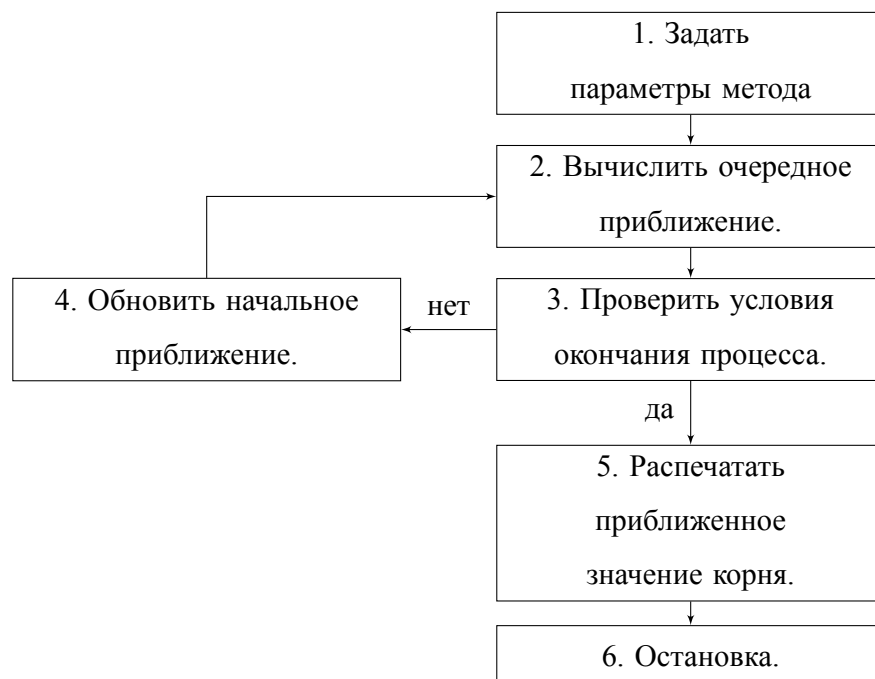 1. Задать
параметры метода
2. Вычислить очередное
приближение.
3. Проверить условия
окончания процесса.
нет
4. Обновить начальное
приближение.
да
5. Распечатать
приближенное
значение корня.
6. Остановка.